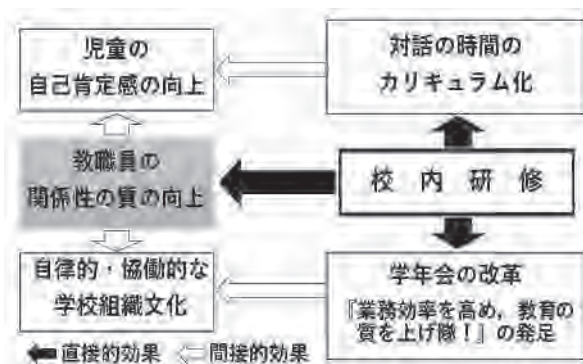 児童の
自己肯定感の向上
対話の時間の
カリキュラム化
教職員の
関係性の質の向上
校内研修
自律的・協働的な
学校組織文化
学年会の改革
『業務効率を高め，教育の
質を上げ隊！』の発足
直接的効果 間接的効果